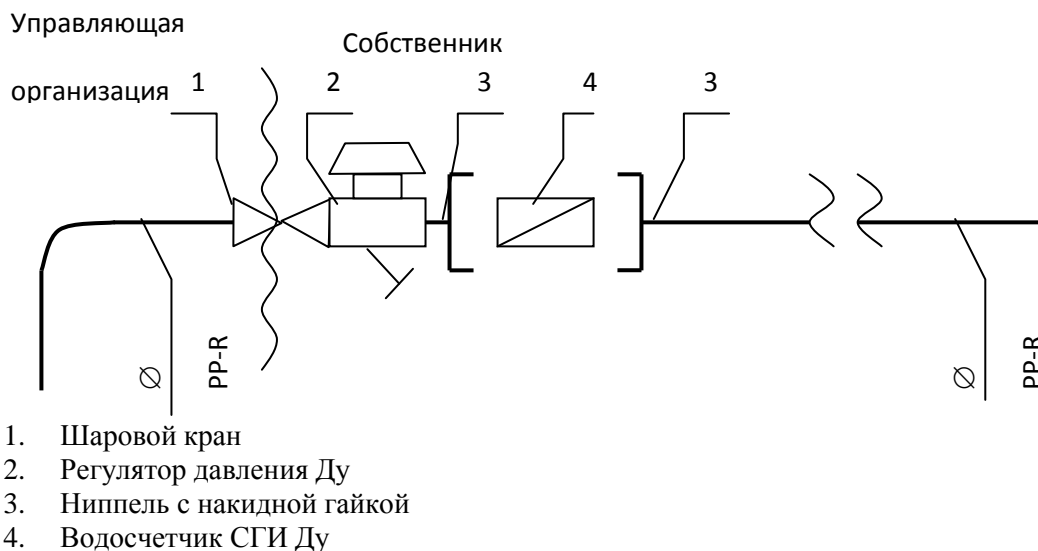 Управляющая
Собственник
организация 1 2 3 4 3
∅ PP-R ∅ PP-R
1. Шаровой кран
2. Регулятор давления Ду
3. Ниппель с накидной гайкой
4. Водосчетчик СГИ Ду